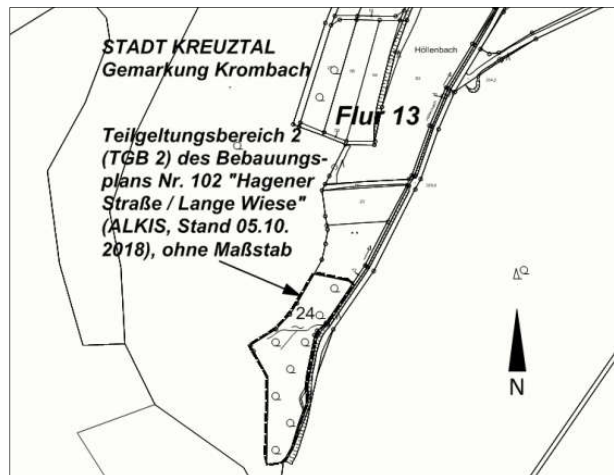 STADT KREUZTAL
Gemarkung Krombach
Höllenbach
Flur 13
Teilgeltungsbereich 2
(TGB 2) des Bebauungs-
plans Nr. 102 "Hagener
Straße / Lange Wiese"
(ALKIS, Stand 05.10.
2018), ohne Maßstab
24
N